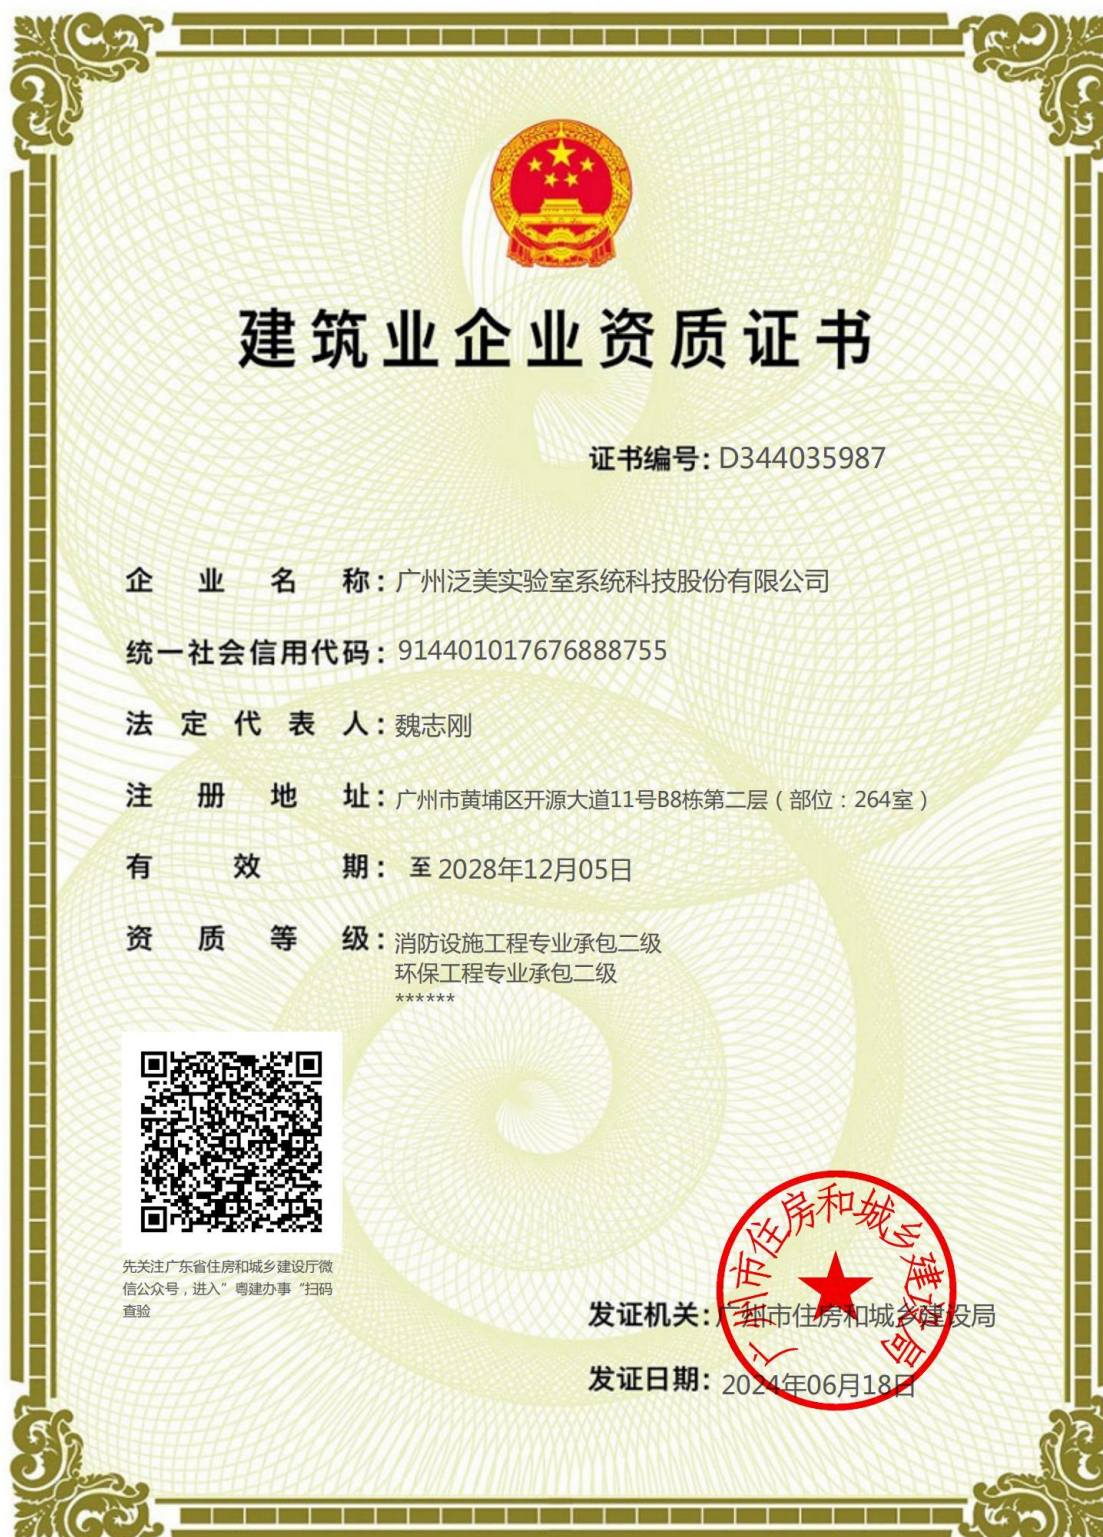 建筑业企业资质证书
证书编号：D344035987
企业名称：广州泛美实验室系统科技股份有限公司
统一社会信用代码：914401017676888755
法定代表人：魏志刚
注册地址：广州市黄埔区开源大道11号B8栋第二层（部位：264室）
有效期：至 2028年12月05日
资质等级：消防设施工程专业承包二级
环保工程专业承包二级
******
先关注广东省住房和城乡建设厅微
信公众号，进入”粤建办事“扫码
查验
广州市住房和城乡建设局
发证机关：广州市住房和城乡建设局
发证日期：2024年06月18日